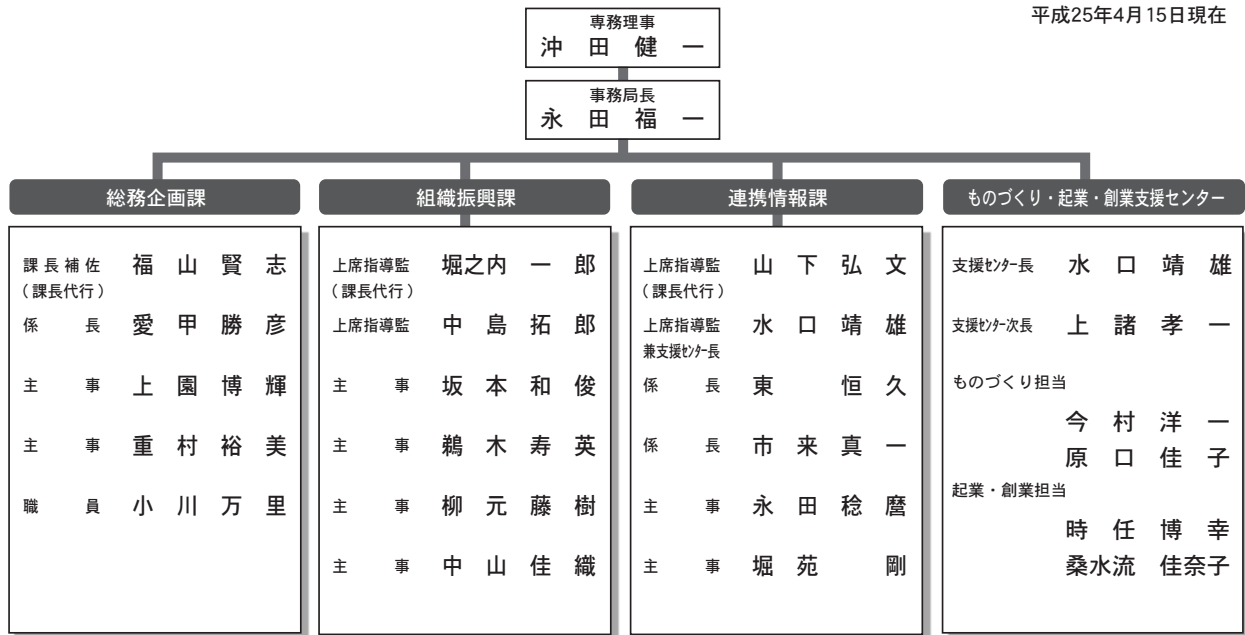 平成25年4月15日現在
専務理事
沖田健一
事務局長
永田福一
総務企画課
課長補佐 福山賢志
(課長代行)
係長 愛甲勝彦
主事 上園博輝
主事 重村裕美
職員 小川万里
組織振興課
上席指導監 堀之内一郎
(課長代行)
上席指導監 中島拓郎
主事 坂本和俊
主事 鵜木寿英
主事 柳元藤樹
主事 中山佳織
連携情報課
上席指導監 山下弘文
(課長代行)
上席指導監 水口靖雄
兼支援センター長
係長 東恒久
係長 市来真一
主事 永田稔麿
主事 堀苑剛
ものづくり・起業・創業支援センター
支援センター長 水口靖雄
支援センター次長 上諸孝一
ものづくり担当
今村洋一
原口佳子
起業・創業担当
時任博幸
桑水流 佳奈子